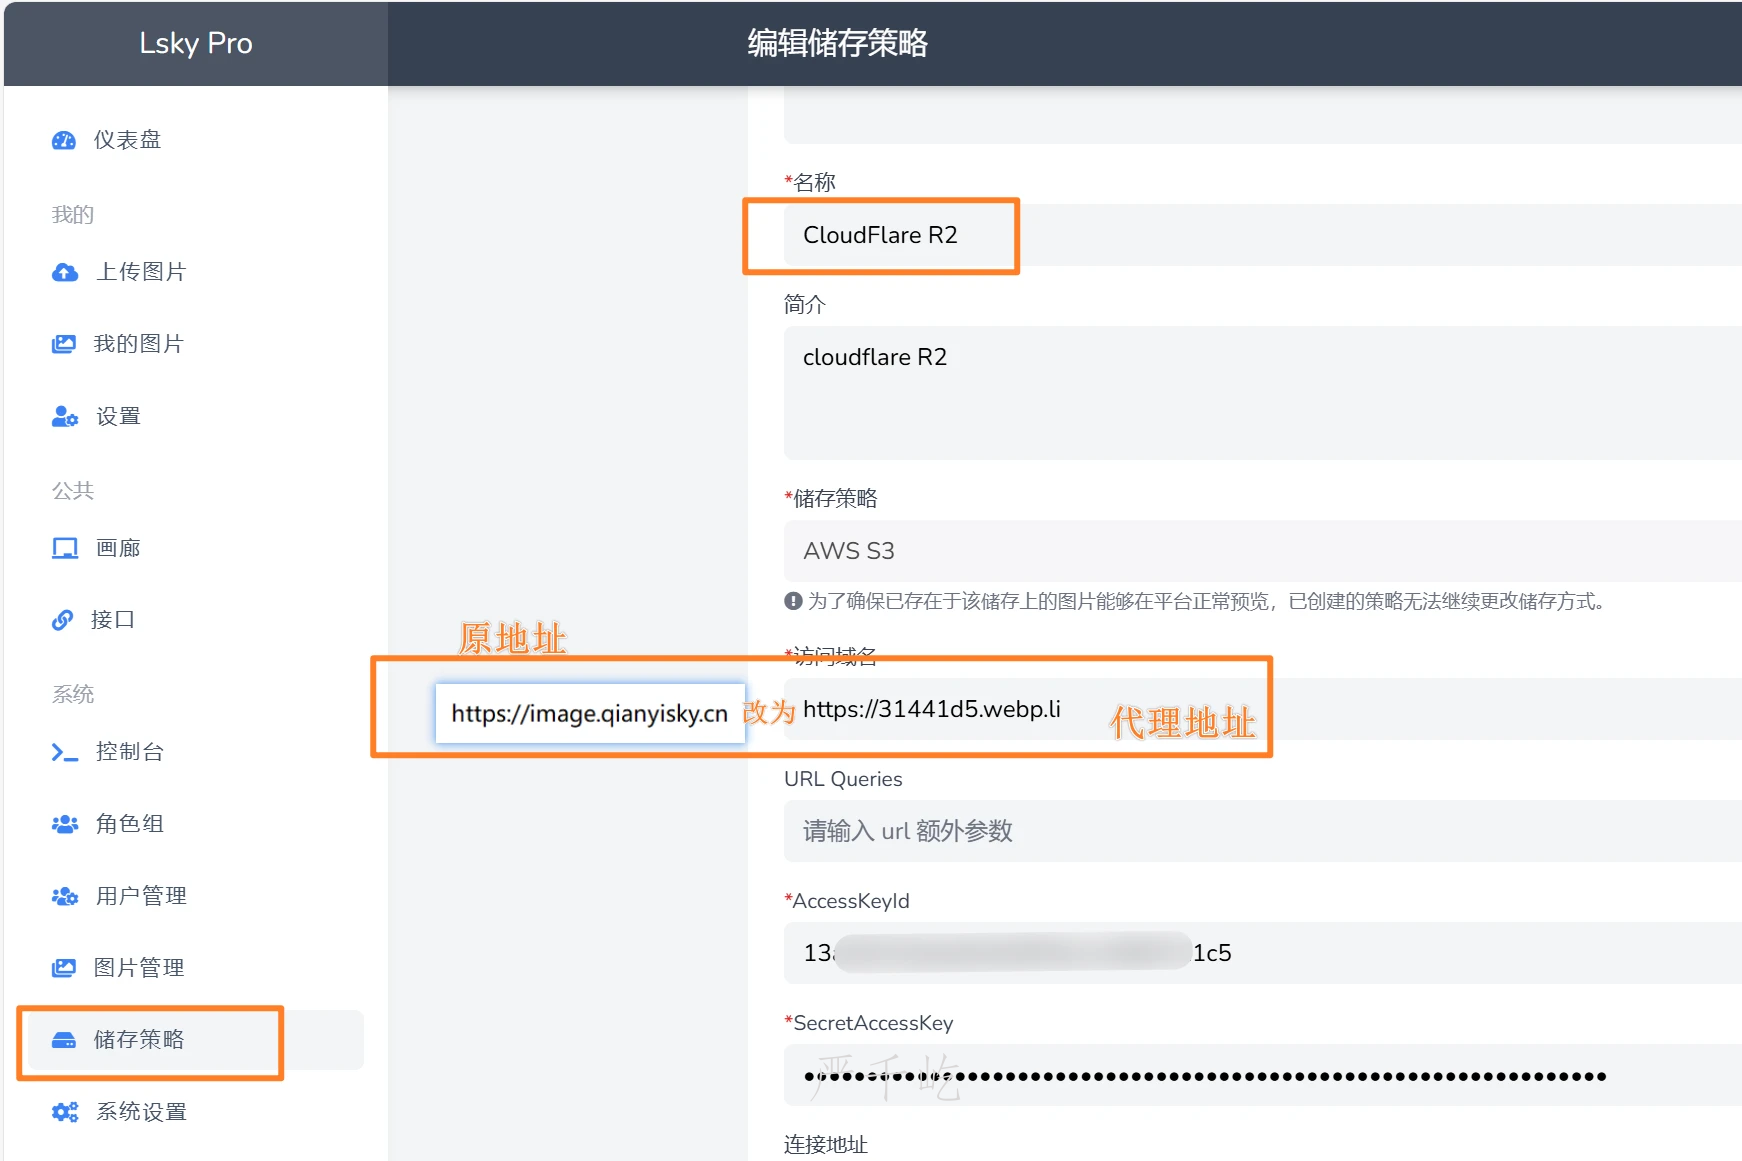 Lsky Pro
编辑储存策略
仪表盘
我的
上传图片
我的图片
设置
公共
画廊
接口
系统
控制台
角色组
用户管理
图片管理
储存策略
系统设置
*名称
CloudFlare R2
简介
cloudflare R2
*储存策略
AWS S3
为了确保已存在于该储存上的图片能够在平台正常预览，已创建的策略无法继续更改储存方式。
原地址
*访问域名
https://image.qianyisky.cn 改为 https://31441d5.webp.li 代理地址
URL Queries
请输入 url 额外参数
*AccessKeyId
13 1c5
*SecretAccessKey
严千屹
连接地址